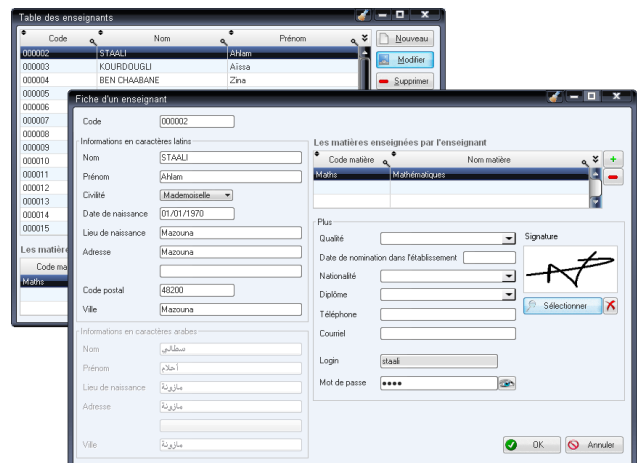 Table des enseignants
Code Nom Prénom
000002 STAALI Ahlam
000003 KOURDOUGLI Aïssa
000004 BEN CHAABANE Zina
000005
000006
000007
000008
000009
000010
000011
000012
000013
000014
000015
Nouveau
Modifier
Supprimer
Les matière
Code ma
Maths
Fiche d'un enseignant
Code 000002
Informations en caractères latins
Nom STAALI
Prénom Ahlam
Civilité Mademoiselle
Date de naissance 01/01/1970
Lieu de naissance Mazouna
Adresse Mazouna
Code postal 48200
Ville Mazouna
Informations en caractères arabes
Nom سطالي
Prénom أحلام
Lieu de naissance مازونة
Adresse مازونة
Ville مازونة
Les matières enseignées par l'enseignant
Code matière Nom matière
Maths Mathématiques
Plus
Qualité
Date de nomination dans l'établissement
Nationalité
Diplôme
Téléphone
Courriel
Login staali
Mot de passe ••••
Signature
Sélectionner
OK Annuler